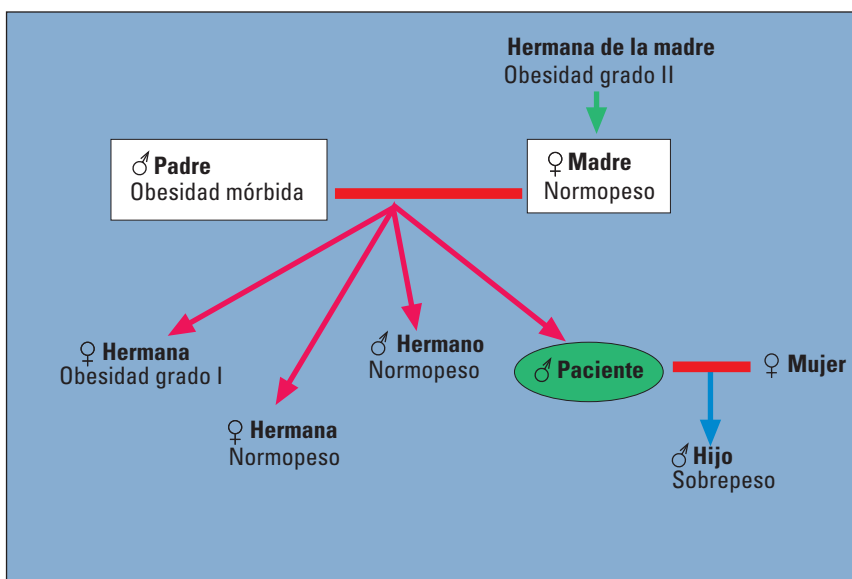 Hermana de la madre
Obesidad grado II
♂ Padre
Obesidad mórbida
♀ Madre
Normopeso
♀ Hermana
Obesidad grado I
♀ Hermana
Normopeso
♂ Hermano
Normopeso
♂ Paciente
♀ Mujer
♂ Hijo
Sobrepeso